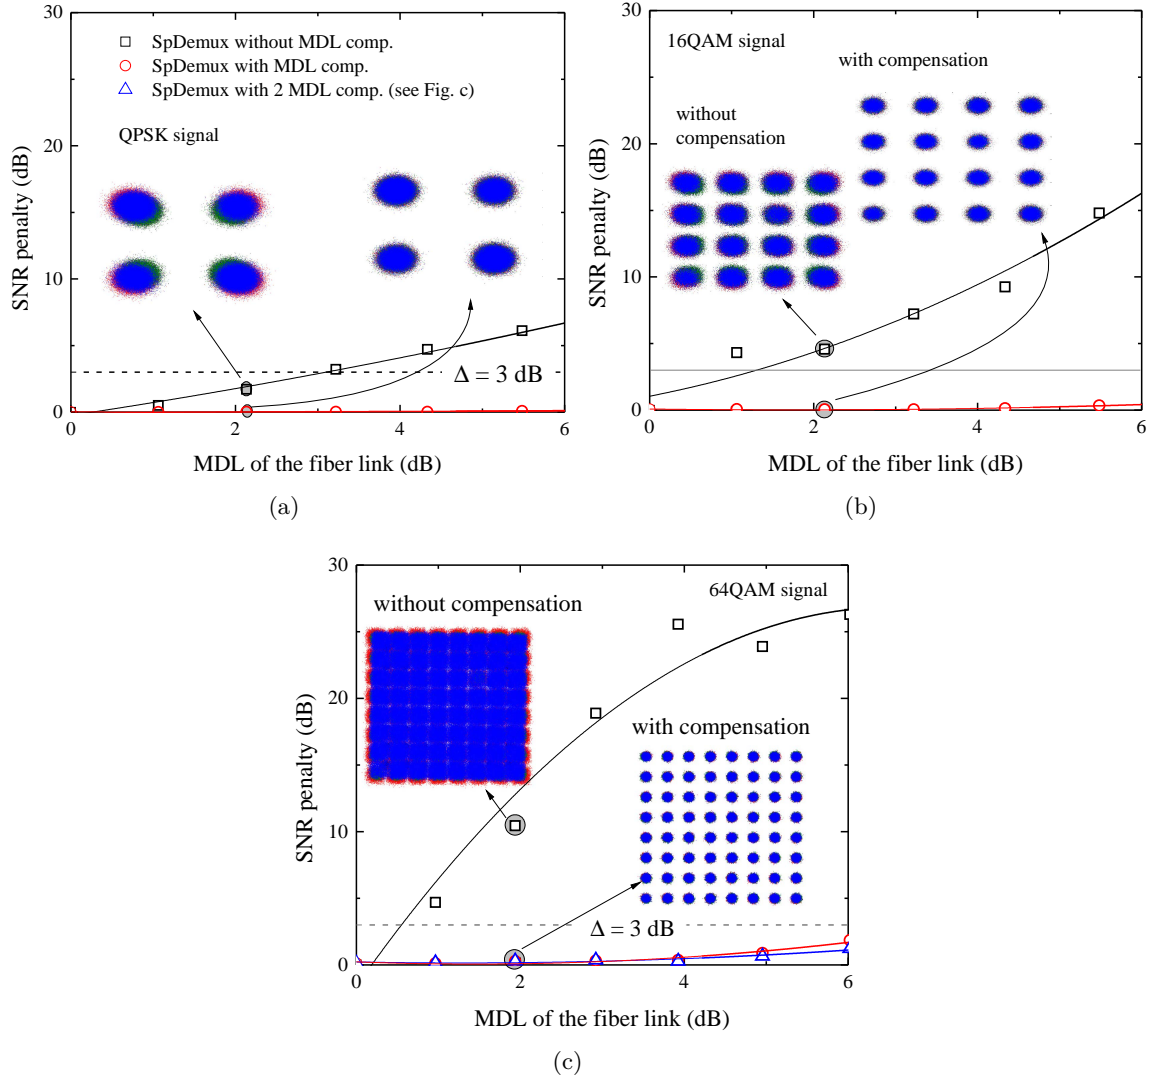 30
20
10
0
SNR penalty (dB)
SpDemux without MDL comp.
SpDemux with MDL comp.
SpDemux with 2 MDL comp. (see Fig. c)
QPSK signal
Δ = 3 dB
0 2 4 6
MDL of the fiber link (dB)
(a)
30
20
10
0
SNR penalty (dB)
16QAM signal
with compensation
without
compensation
0 2 4 6
MDL of the fiber link (dB)
(b)
30
20
10
0
SNR penalty (dB)
64QAM signal
without compensation
with compensation
Δ = 3 dB
0 2 4 6
MDL of the fiber link (dB)
(c)